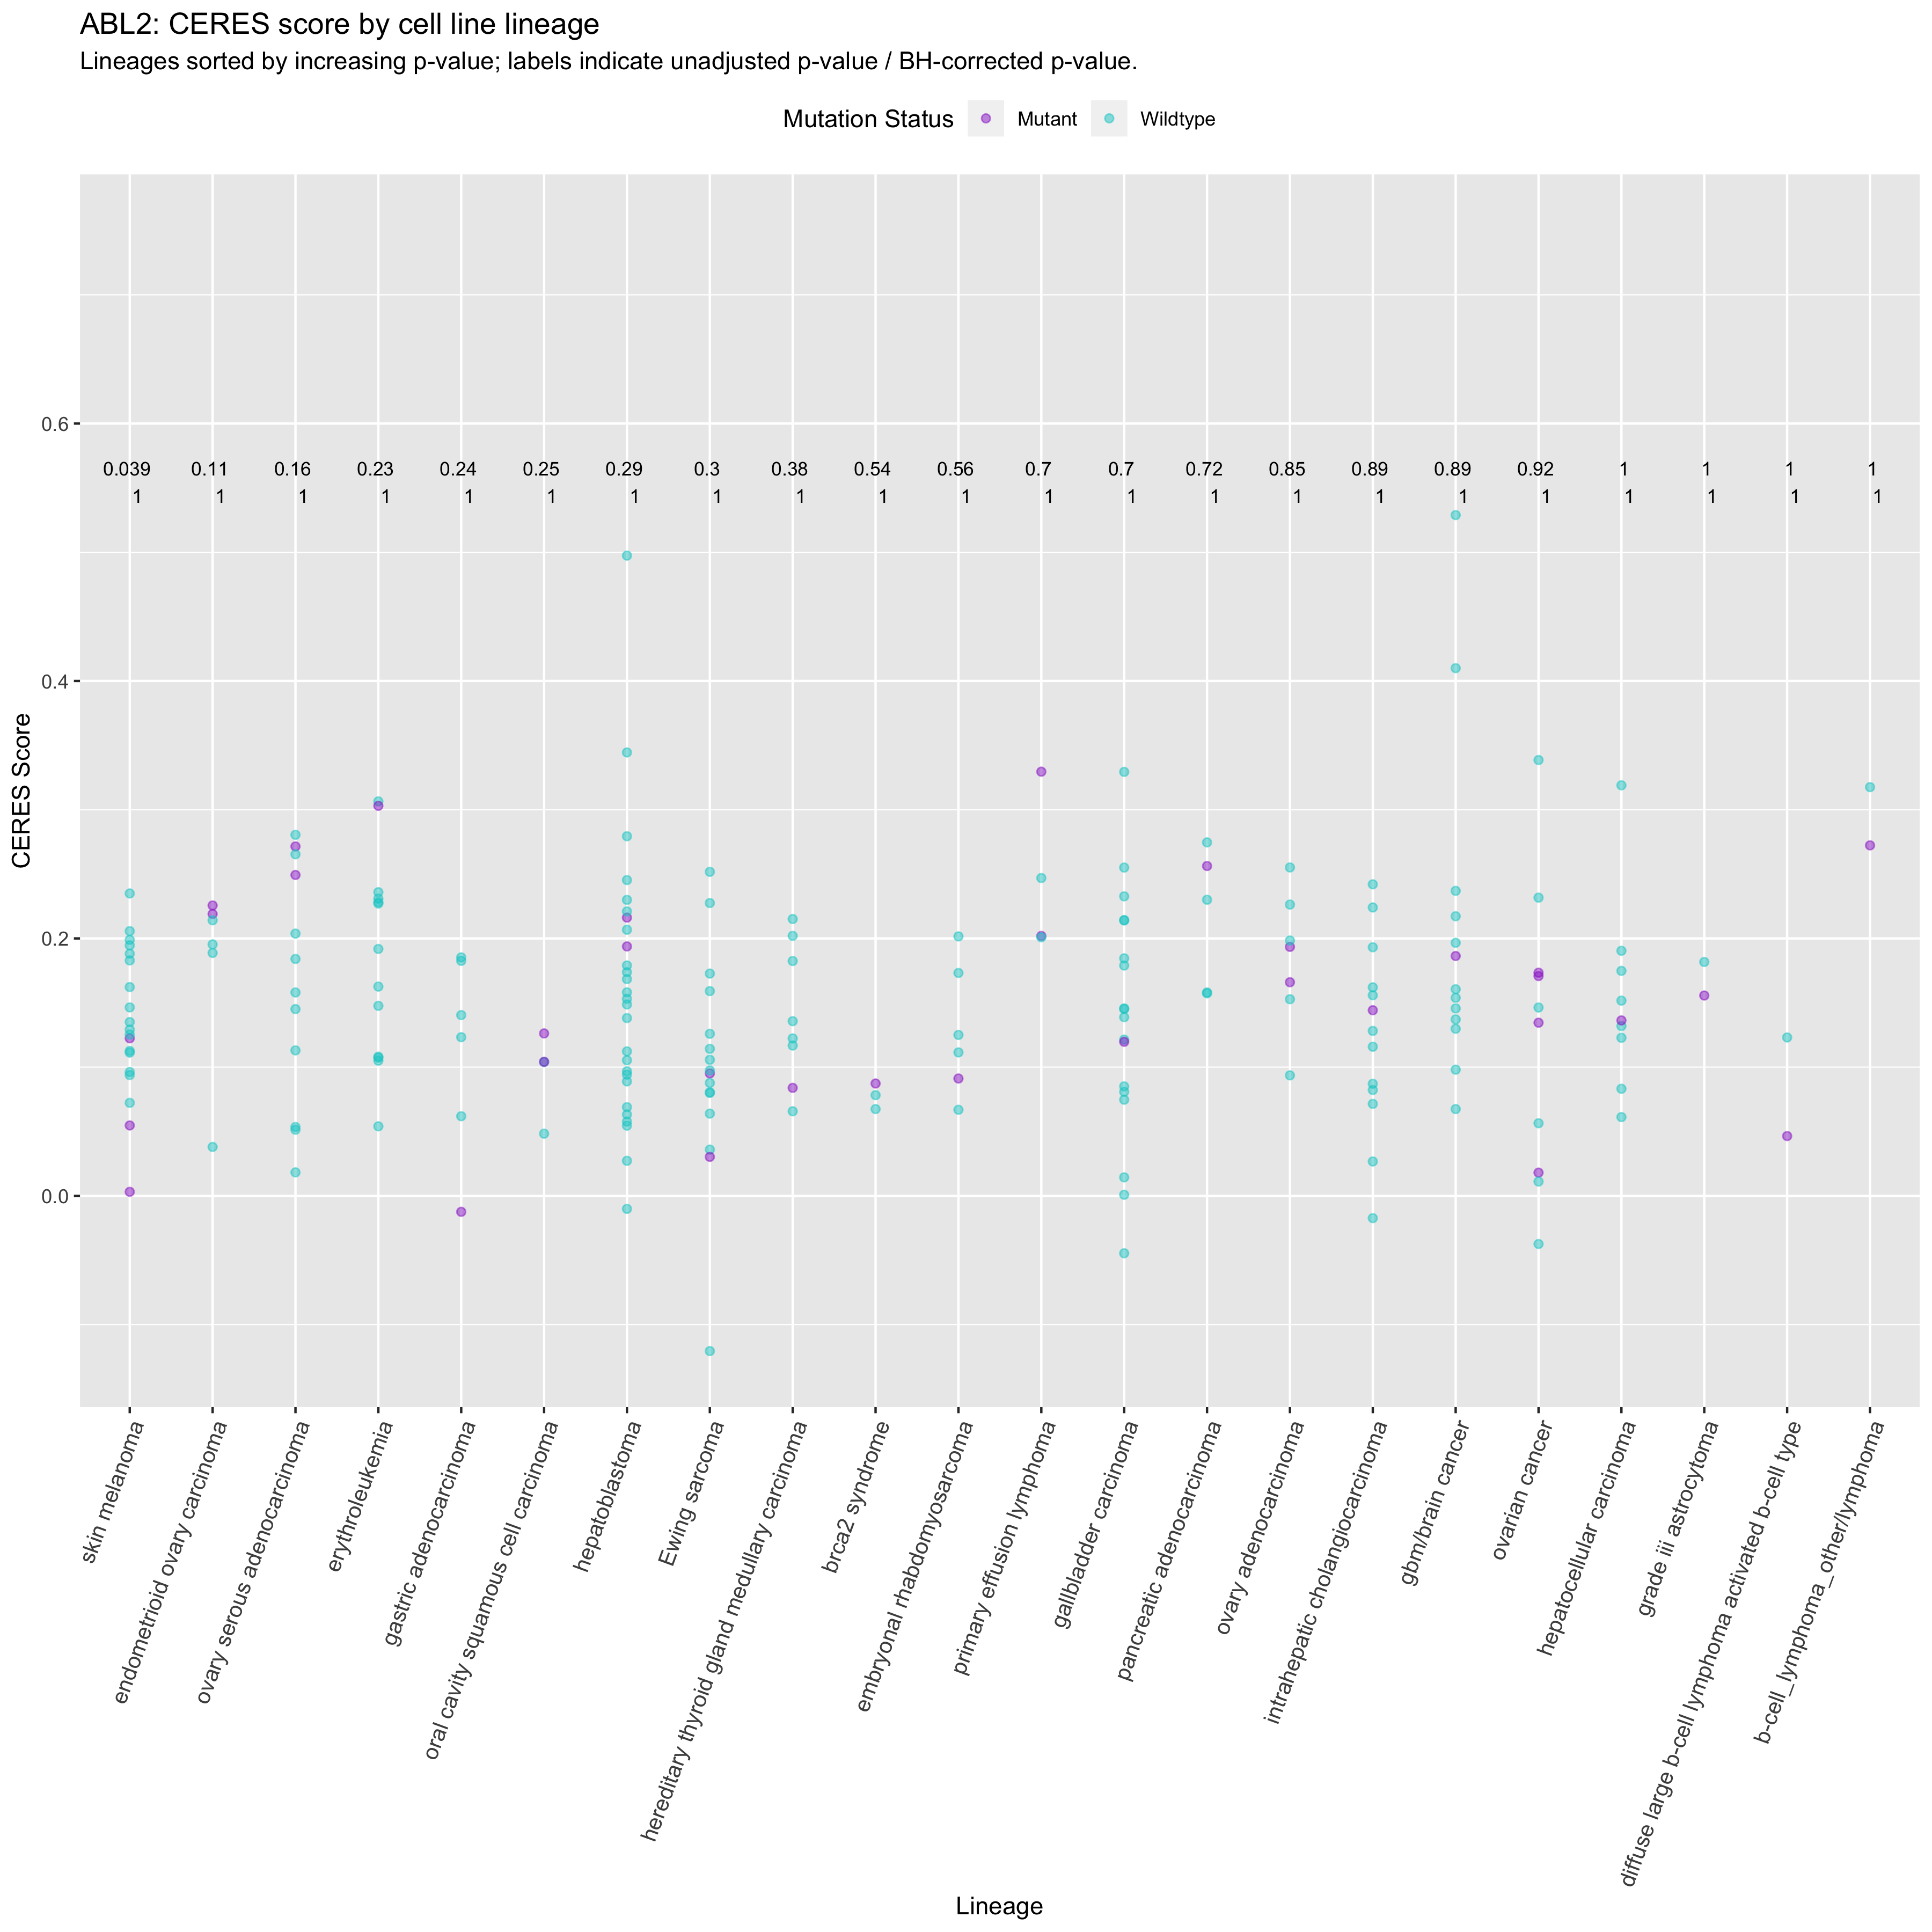 ABL2: CERES score by cell line lineage
Lineages sorted by increasing p-value; labels indicate unadjusted p-value / BH-corrected p-value.
Mutation Status Mutant Wildtype
0.6
0.039 0.11 0.16 0.23 0.24 0.25 0.29 0.3 0.38 0.54 0.56 0.7 0.7 0.72 0.85 0.89 0.89 0.92 1 1 1 1
1 1 1 1 1 1 1 1 1 1 1 1 1 1 1 1 1 1 1 1 1 1
0.4
CERES Score
0.2
0.0
skin melanoma
endometrioid ovary carcinoma
ovary serous adenocarcinoma
erythroleukemia
gastric adenocarcinoma
oral cavity squamous cell carcinoma
hepatoblastoma
Ewing sarcoma
hereditary thyroid gland medullary carcinoma
brca2 syndrome
embryonal rhabdomyosarcoma
primary effusion lymphoma
gallbladder carcinoma
pancreatic adenocarcinoma
ovary adenocarcinoma
intrahepatic cholangiocarcinoma
gbm/brain cancer
ovarian cancer
hepatocellular carcinoma
grade iii astrocytoma
diffuse large b-cell lymphoma activated b-cell type
b-cell_lymphoma_other/lymphoma
Lineage